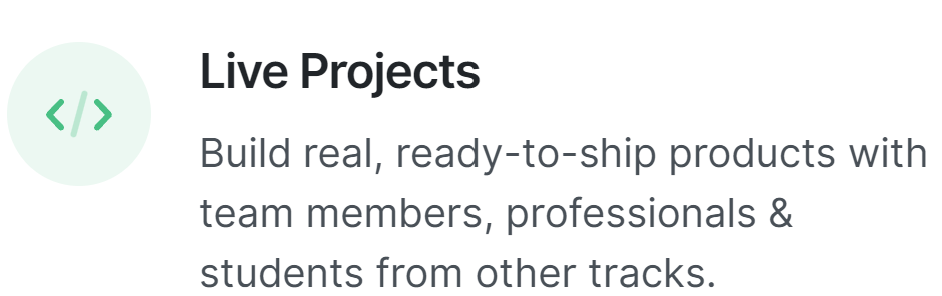 Live Projects
Build real, ready-to-ship products with
team members, professionals &
students from other tracks.